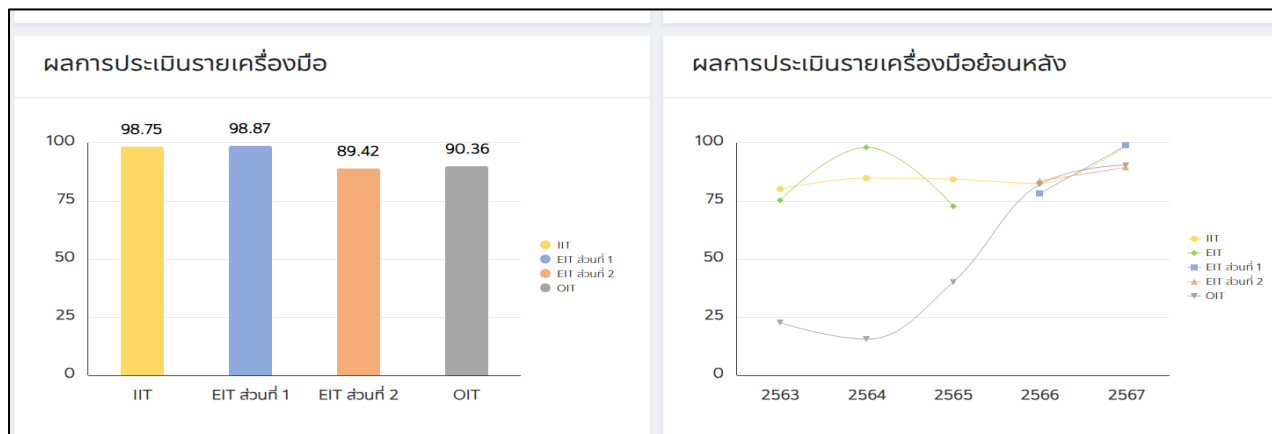 ผลการประเมินรายเครื่องมือ
98.75
98.87
89.42
90.36
100
75
50
25
0
IIT
EIT ส่วนที่ 1
EIT ส่วนที่ 2
OIT
IIT
EIT ส่วนที่ 1
EIT ส่วนที่ 2
OIT
ผลการประเมินรายเครื่องมือย้อนหลัง
100
75
50
25
0
2563
2564
2565
2566
2567
IIT
EIT
EIT ส่วนที่ 1
EIT ส่วนที่ 2
OIT